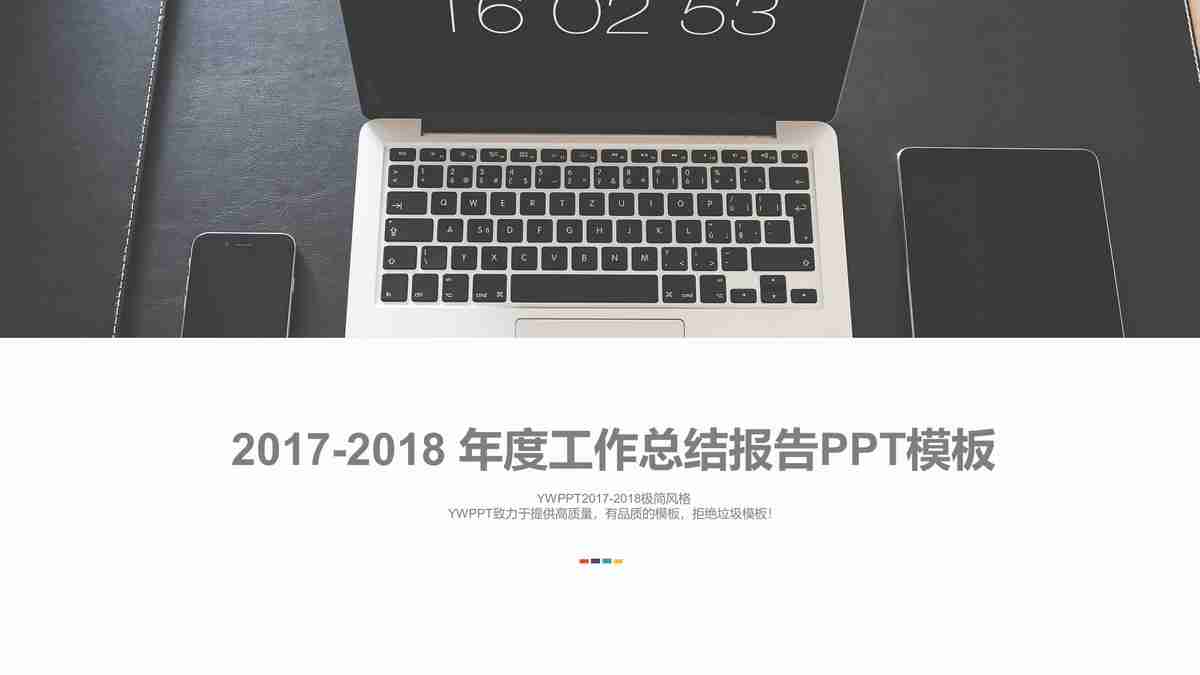 16 02 53
Q W E R T Z U I O P
A S D F G H J K L
Y X C V B N M
cmd cmd
2017-2018 年度工作总结报告PPT模板
YWPPT2017-2018极简风格
YWPPT致力于提供高质量，有品质的模板，拒绝垃圾模板！